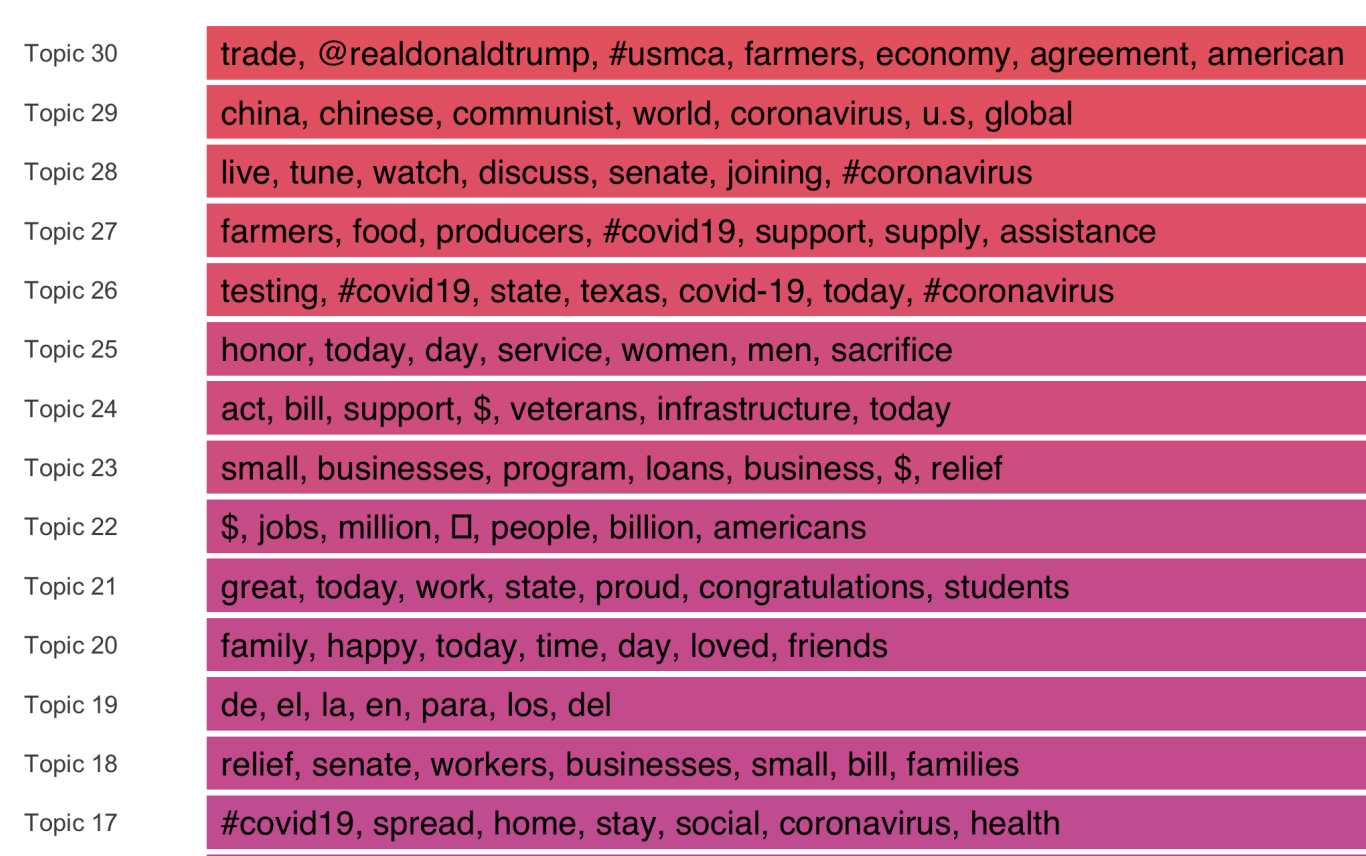 Topic 30 trade, @realdonaldtrump, #usmca, farmers, economy, agreement, american
Topic 29 china, chinese, communist, world, coronavirus, u.s, global
Topic 28 live, tune, watch, discuss, senate, joining, #coronavirus
Topic 27 farmers, food, producers, #covid19, support, supply, assistance
Topic 26 testing, #covid19, state, texas, covid-19, today, #coronavirus
Topic 25 honor, today, day, service, women, men, sacrifice
Topic 24 act, bill, support, $, veterans, infrastructure, today
Topic 23 small, businesses, program, loans, business, $, relief
Topic 22 $, jobs, million, ▯, people, billion, americans
Topic 21 great, today, work, state, proud, congratulations, students
Topic 20 family, happy, today, time, day, loved, friends
Topic 19 de, el, la, en, para, los, del
Topic 18 relief, senate, workers, businesses, small, bill, families
Topic 17 #covid19, spread, home, stay, social, coronavirus, health